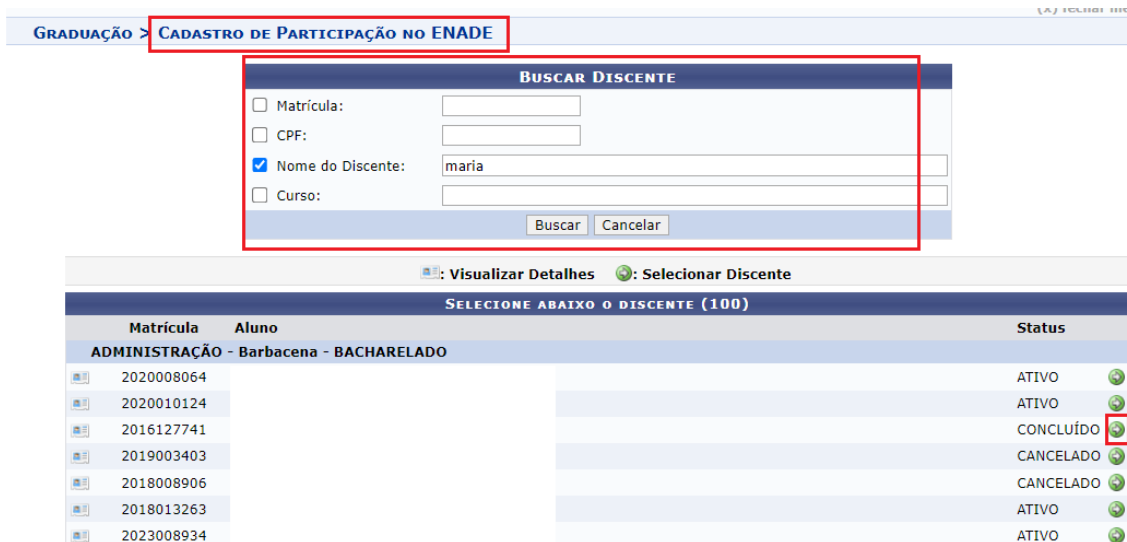 (x) fechar me
Graduação > Cadastro de Participação no ENADE
Buscar Discente
Matrícula:
CPF:
Nome do Discente: maria
Curso:
Buscar Cancelar
: Visualizar Detalhes : Selecionar Discente
Selecione abaixo o discente (100)
Matrícula Aluno Status
ADMINISTRAÇÃO - Barbacena - BACHARELADO
2020008064 ATIVO
2020010124 ATIVO
2016127741 CONCLUÍDO
2019003403 CANCELADO
2018008906 CANCELADO
2018013263 ATIVO
2023008934 ATIVO